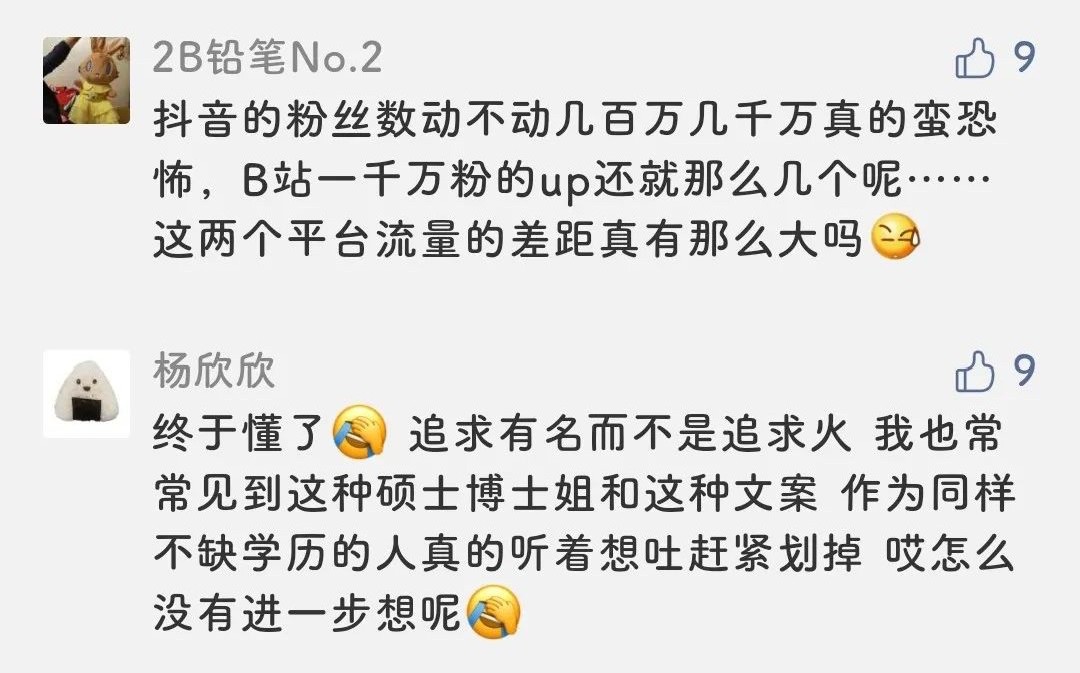 2B铅笔No.2
9
抖音的粉丝数动不动几百万几千万真的蛮恐
怖，B站一千万粉的up还就那么几个呢……
这两个平台流量的差距真有那么大吗😅
杨欣欣
9
终于懂了🤦 追求有名而不是追求火 我也常
常见到这种硕士博士姐和这种文案 作为同样
不缺学历的人真的听着想吐赶紧划掉 哎怎么
没有进一步想呢🤦